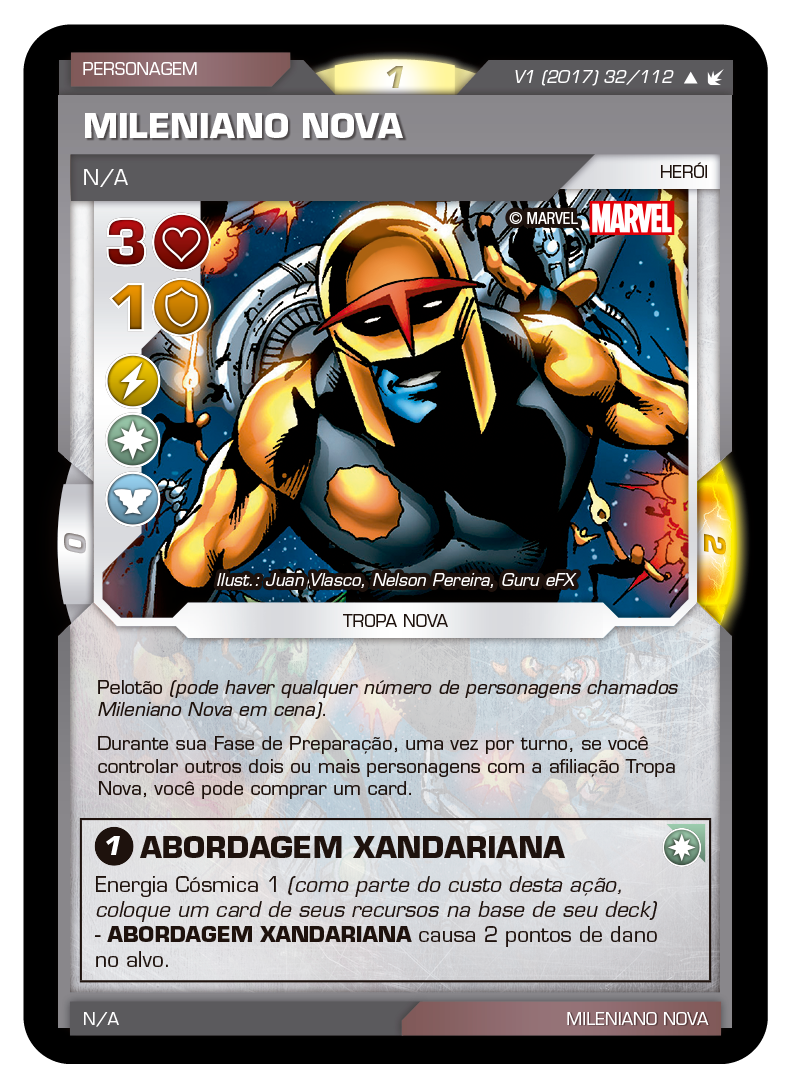 PERSONAGEM
1
V1 (2017) 32/112
MILENIANO NOVA
N/A
HERÓI
© MARVEL MARVEL
3
1
0
2
Ilust.: Juan Vlasco, Nelson Pereira, Guru eFX
TROPA NOVA
Pelotão (pode haver qualquer número de personagens chamados
Mileniano Nova em cena).
Durante sua Fase de Preparação, uma vez por turno, se você
controlar outros dois ou mais personagens com a afiliação Tropa
Nova, você pode comprar um card.
1 ABORDAGEM XANDARIANA
Energia Cósmica 1 (como parte do custo desta ação,
coloque um card de seus recursos na base de seu deck)
- ABORDAGEM XANDARIANA causa 2 pontos de dano
no alvo.
N/A
MILENIANO NOVA